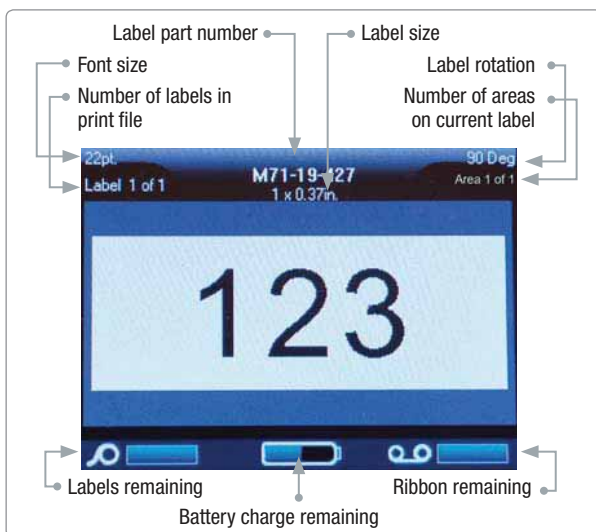 Label part number
Label size
Font size
Label rotation
Number of labels in
print file
Number of areas
on current label
22pt.
90 Deg
Label 1 of 1
M71-19-427
Area 1 of 1
1 x 0.37in.
123
Labels remaining
Ribbon remaining
Battery charge remaining